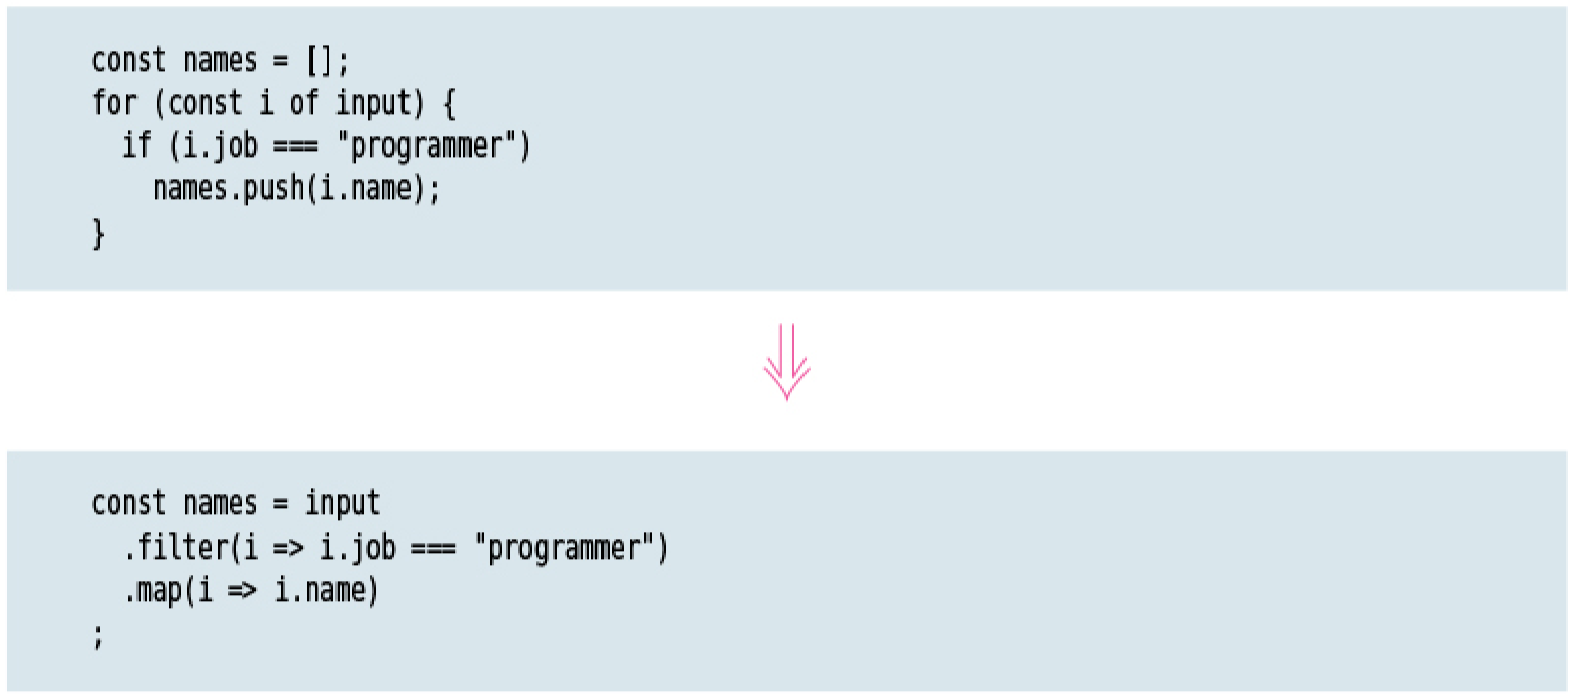 const names = [];
for (const i of input) {
  if (i.job === "programmer")
    names.push(i.name);
}
const names = input
  .filter(i => i.job === "programmer")
  .map(i => i.name)
;